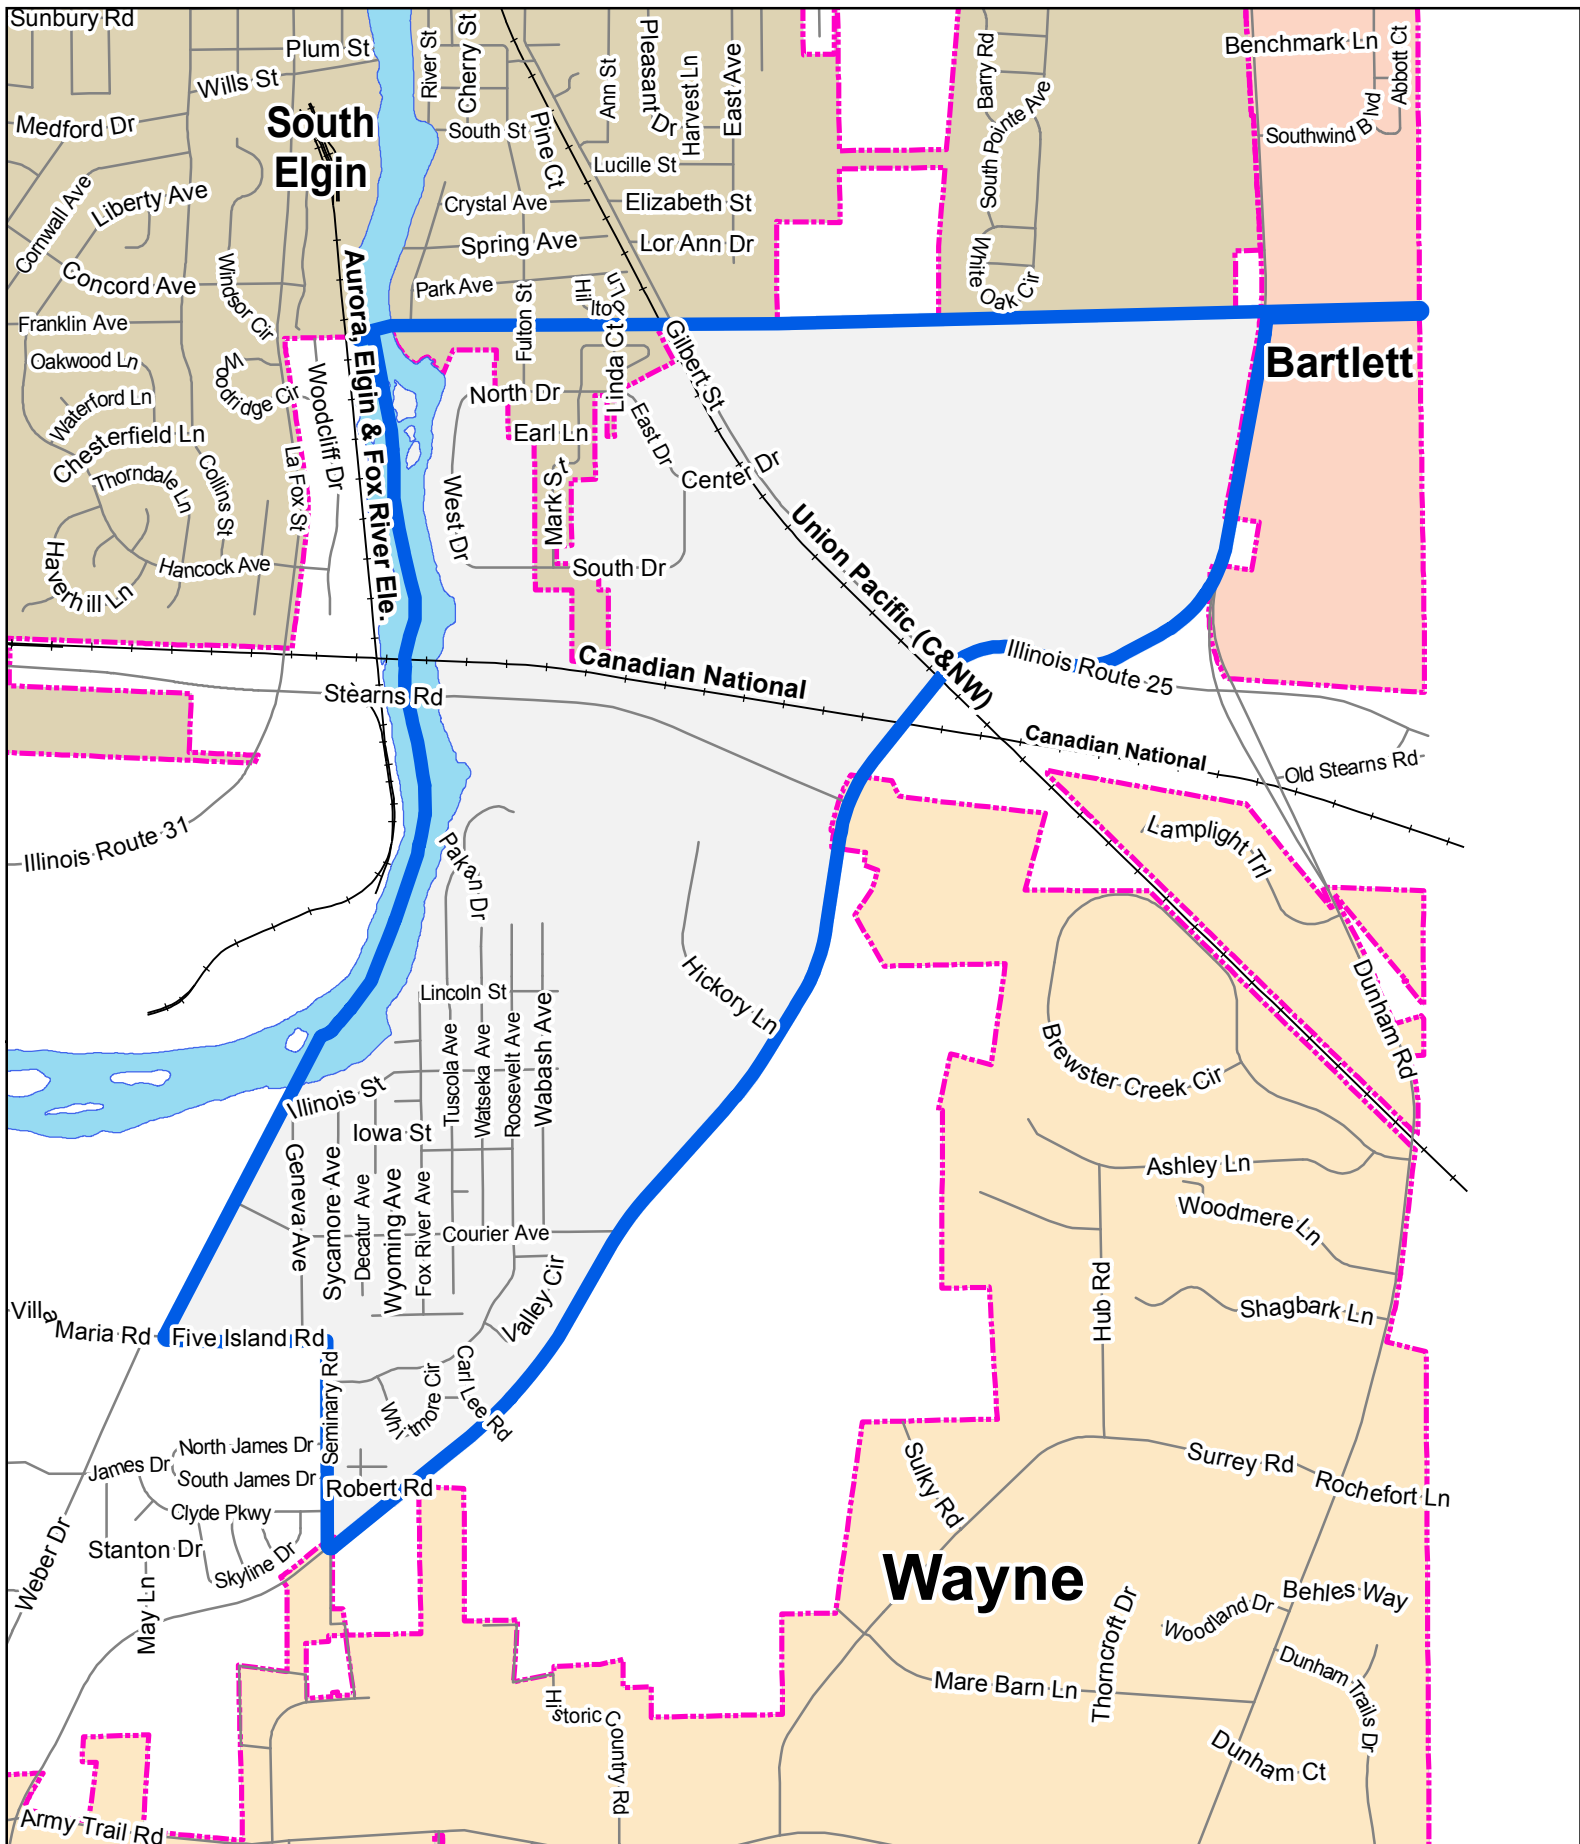 Sunbury Rd
Plum St
Wills St
Medford Dr
South
Elgin
River St
Cherry St
South St
Pine Ct
Ann St
Pleasant
Dr
Harvest Ln
East Ave
Lucille St
Crystal Ave
Elizabeth St
Spring Ave
Lor Ann Dr
Park Ave
Barry Rd
South Pointe Ave
White
Oak Cir
Benchmark Ln
Abbott Ct
Southwind Blvd
Cornwall Ave
Liberty Ave
Concord Ave
Windsor Cir
Franklin Ave
Oakwood Ln
Woodridge Cir
Waterford Ln
Chesterfield Ln
Thorndale Ln
Collins St
La Fox St
Woodcliff Dr
Haverhill Ln
Hancock Ave
Aurora, Elgin & Fox River Ele.
Fulton St
Hilto
Linda Ct
Gilbert St
North Dr
Earl Ln
East Dr
Center Dr
West Dr
Mark St
South Dr
Bartlett
Union Pacific (C&NW)
Canadian National
Illinois Route 25
Stearns Rd
Canadian National
Old Stearns Rd
Illinois Route 31
Pakan Dr
Lamplight Trl
Hickory Ln
Lincoln St
Tuscola Ave
Watseka Ave
Roosevelt Ave
Wabash Ave
Dunham Rd
Brewster Creek Cir
Illinois St
Iowa St
Geneva Ave
Sycamore Ave
Decatur Ave
Wyoming Ave
Fox River Ave
Courier Ave
Valley Cir
Ashley Ln
Woodmere Ln
Hub Rd
Shagbark Ln
Villa
Maria Rd
Five Island Rd
Seminary Rd
Whitmore Cir
Carl Lee Rd
North James Dr
James Dr
South James Dr
Robert Rd
Clyde Pkwy
Stanton Dr
Skyline Dr
Weber Dr
May Ln
Sulky Rd
Surrey Rd
Rochefort Ln
Wayne
Behles Way
Woodland Dr
Thorncroft Dr
Mare Barn Ln
Dunham Trails Dr
Dunham Ct
Historic Country Rd
Army Trail Rd